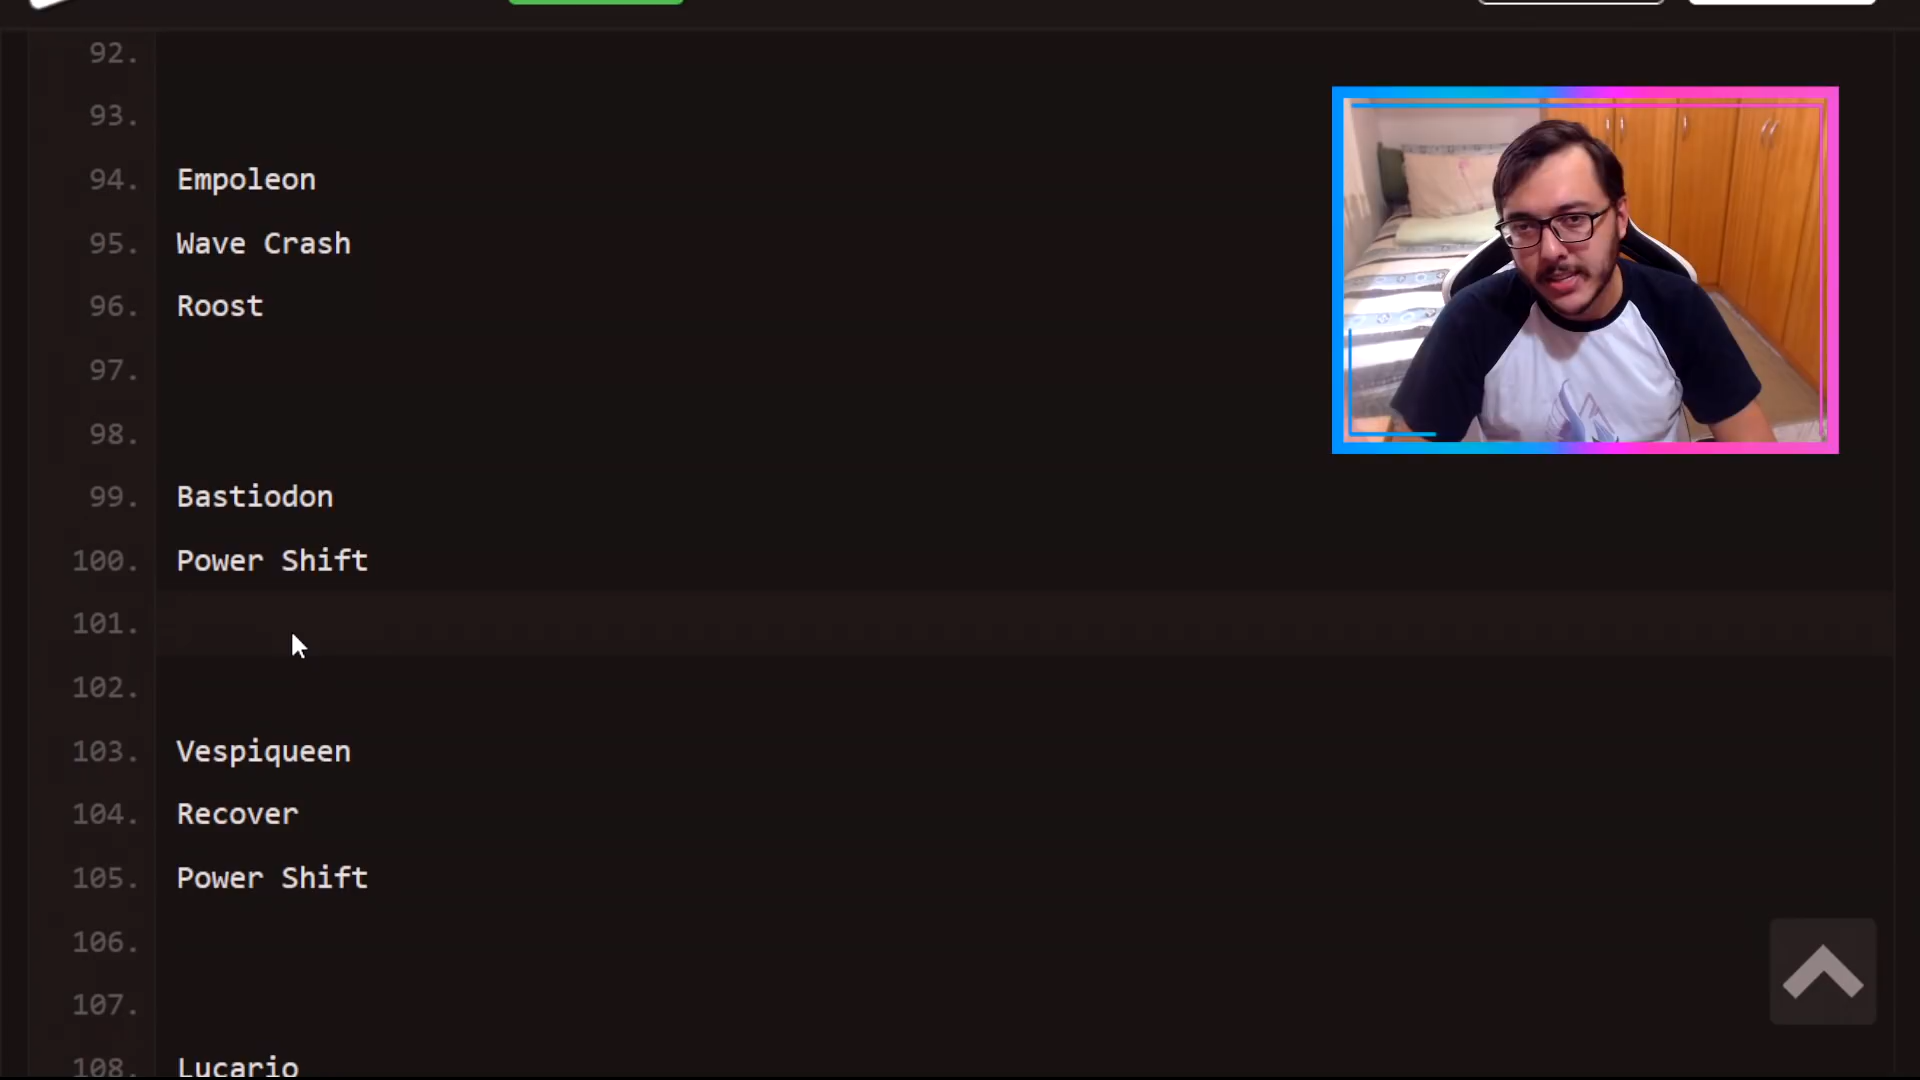 92.
93.
94. Empoleon
95. Wave Crash
96. Roost
97.
98.
99. Bastiodon
100. Power Shift
101.
102.
103. Vespiqueen
104. Recover
105. Power Shift
106.
107.
108. Lucario